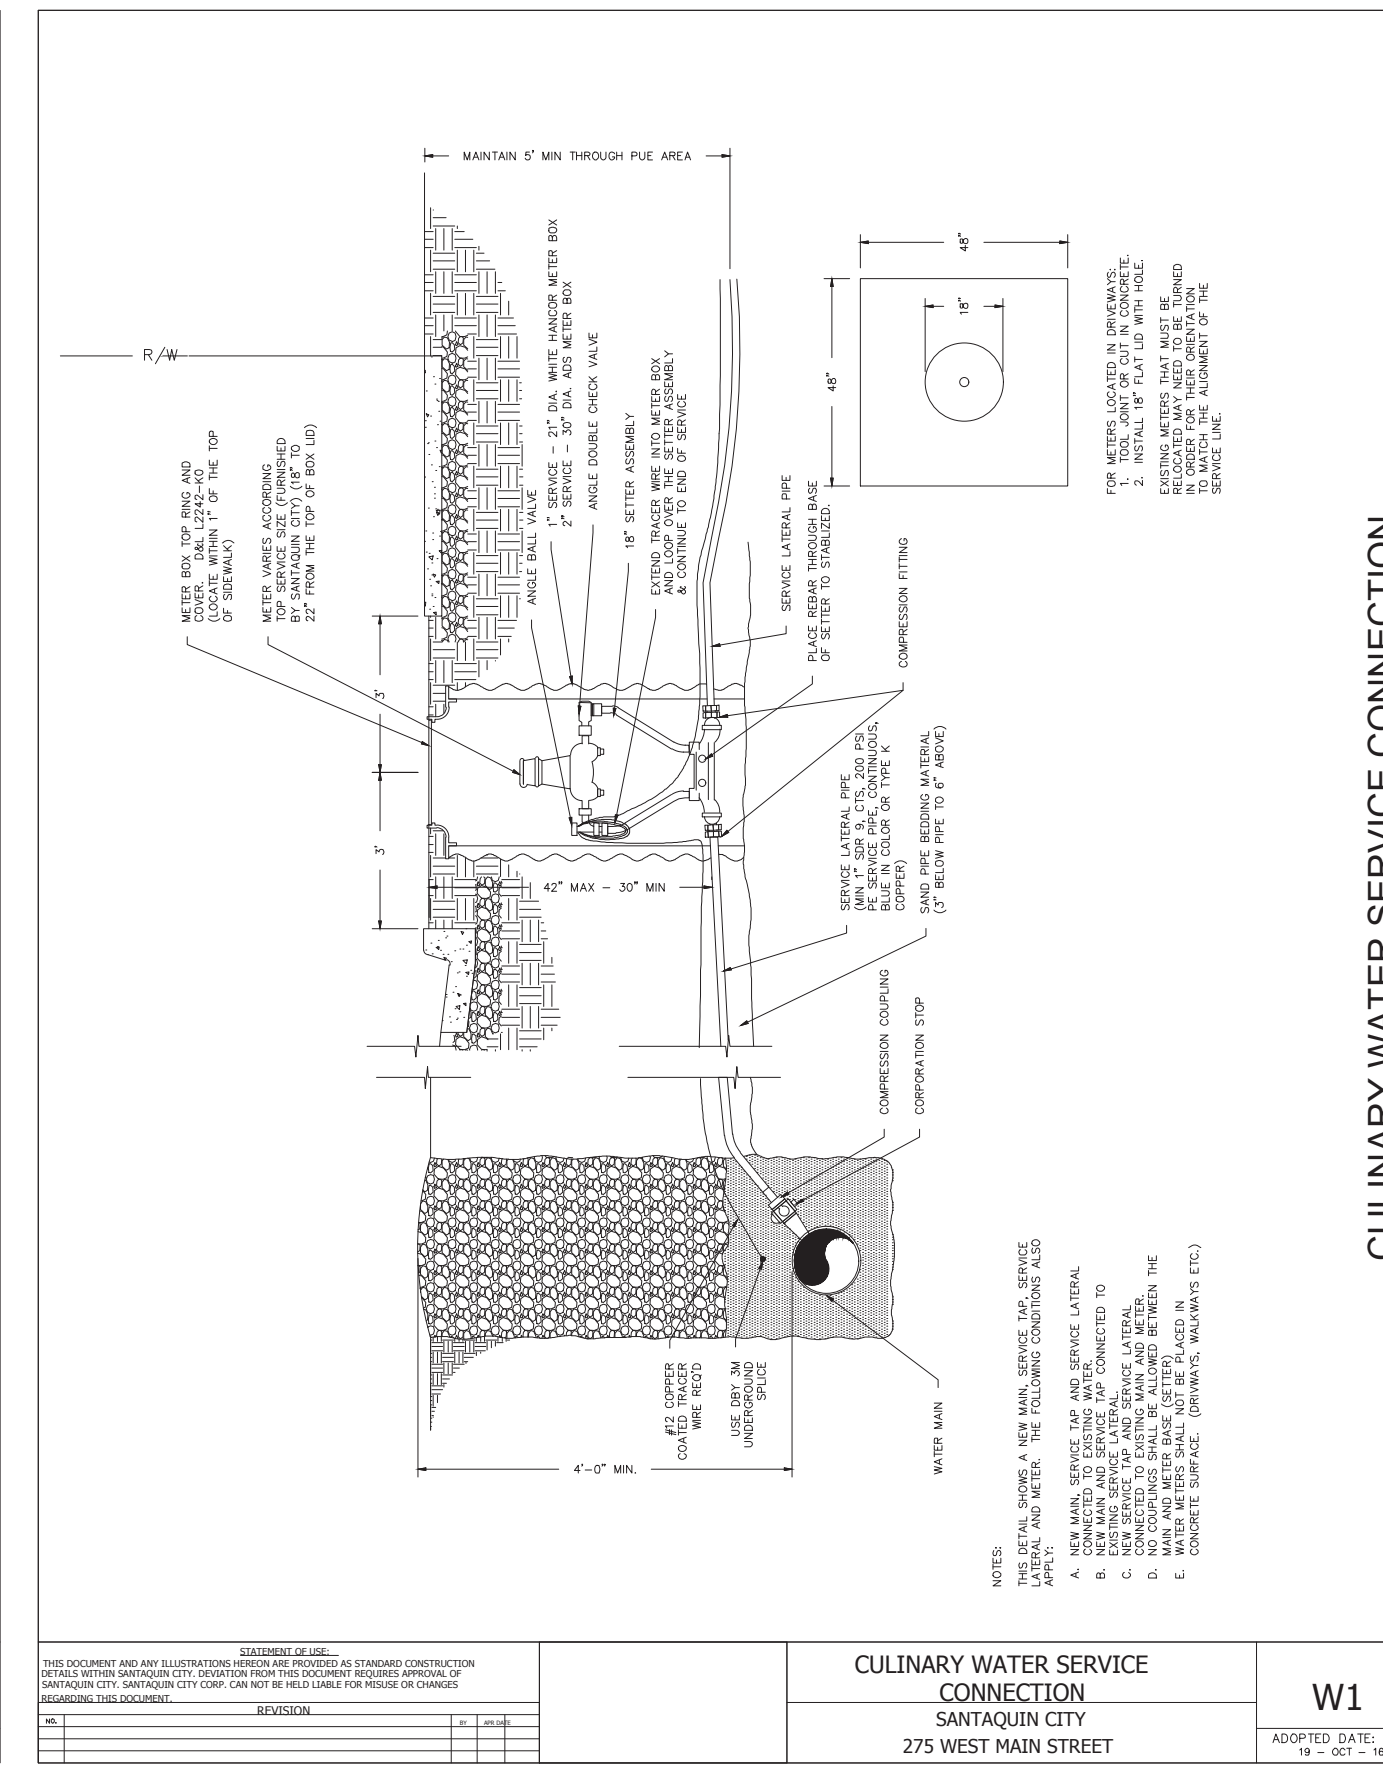 MAINTAIN 5' MIN THROUGH PUE AREA
R/W
METER BOX TOP RING AND
COVER. D&L L2242-KO
(LOCATE WITHIN 1" OF THE TOP
OF SIDEWALK)
METER VARIES ACCORDING
TOP SERVICE SIZE (FURNISHED
BY SANTAQUIN CITY) (18" TO
22" FROM THE TOP OF BOX LID)
3'
3'
ANGLE BALL VALVE
1" SERVICE - 21" DIA. WHITE HANCOR METER BOX
2" SERVICE - 30" DIA. ADS METER BOX
ANGLE DOUBLE CHECK VALVE
18" SETTER ASSEMBLY
EXTEND TRACER WIRE INTO METER BOX
AND LOOP OVER THE SETTER ASSEMBLY
& CONTINUE TO END OF SERVICE
SERVICE LATERAL PIPE
PLACE REBAR THROUGH BASE
OF SETTER TO STABLIZED.
COMPRESSION FITTING
48"
48"
18"
FOR METERS LOCATED IN DRIVEWAYS:
1. TOOL JOINT OR CUT IN CONCRETE.
2. INSTALL 18" FLAT LID WITH HOLE.
EXISTING METERS THAT MUST BE
RELOCATED MAY NEED TO BE TURNED
IN ORDER FOR THEIR ORIENTATION
TO MATCH THE ALIGNMENT OF THE
SERVICE LINE.
42" MAX - 30" MIN
SERVICE LATERAL PIPE
(MIN 1" SDR 9, CTS, 200 PSI
PE SERVICE PIPE, CONTINUOUS,
BLUE IN COLOR OR TYPE K
COPPER)
SAND PIPE BEDDING MATERIAL
(3" BELOW PIPE TO 6" ABOVE)
COMPRESSION COUPLING
CORPORATION STOP
#12 COPPER
COATED TRACER
WIRE REQ'D
USE DBY 3M
UNDERGROUND
SPLICE
4'-0" MIN.
WATER MAIN
NOTES:
THIS DETAIL SHOWS A NEW MAIN, SERVICE TAP, SERVICE
LATERAL AND METER. THE FOLLOWING CONDITIONS ALSO
APPLY:
A. NEW MAIN, SERVICE TAP AND SERVICE LATERAL
CONNECTED TO EXISTING WATER.
B. NEW MAIN AND SERVICE TAP CONNECTED TO
EXISTING SERVICE LATERAL.
C. NEW SERVICE TAP AND SERVICE LATERAL
CONNECTED TO EXISTING MAIN AND METER.
D. NO COUPLINGS SHALL BE ALLOWED BETWEEN THE
MAIN AND METER BASE (SETTER)
E. WATER METERS SHALL NOT BE PLACED IN
CONCRETE SURFACE. (DRIVWAYS, WALKWAYS ETC.)
CULINARY WATER SERVICE CONNECTION
STATEMENT OF USE:
THIS DOCUMENT AND ANY ILLUSTRATIONS HEREON ARE PROVIDED AS STANDARD CONSTRUCTION
DETAILS WITHIN SANTAQUIN CITY. DEVIATION FROM THIS DOCUMENT REQUIRES APPROVAL OF
SANTAQUIN CITY. SANTAQUIN CITY CORP. CAN NOT BE HELD LIABLE FOR MISUSE OR CHANGES
REGARDING THIS DOCUMENT.
REVISION
NO. BY APR DATE
CULINARY WATER SERVICE
CONNECTION
SANTAQUIN CITY
275 WEST MAIN STREET
W1
ADOPTED DATE:
19 - OCT - 16